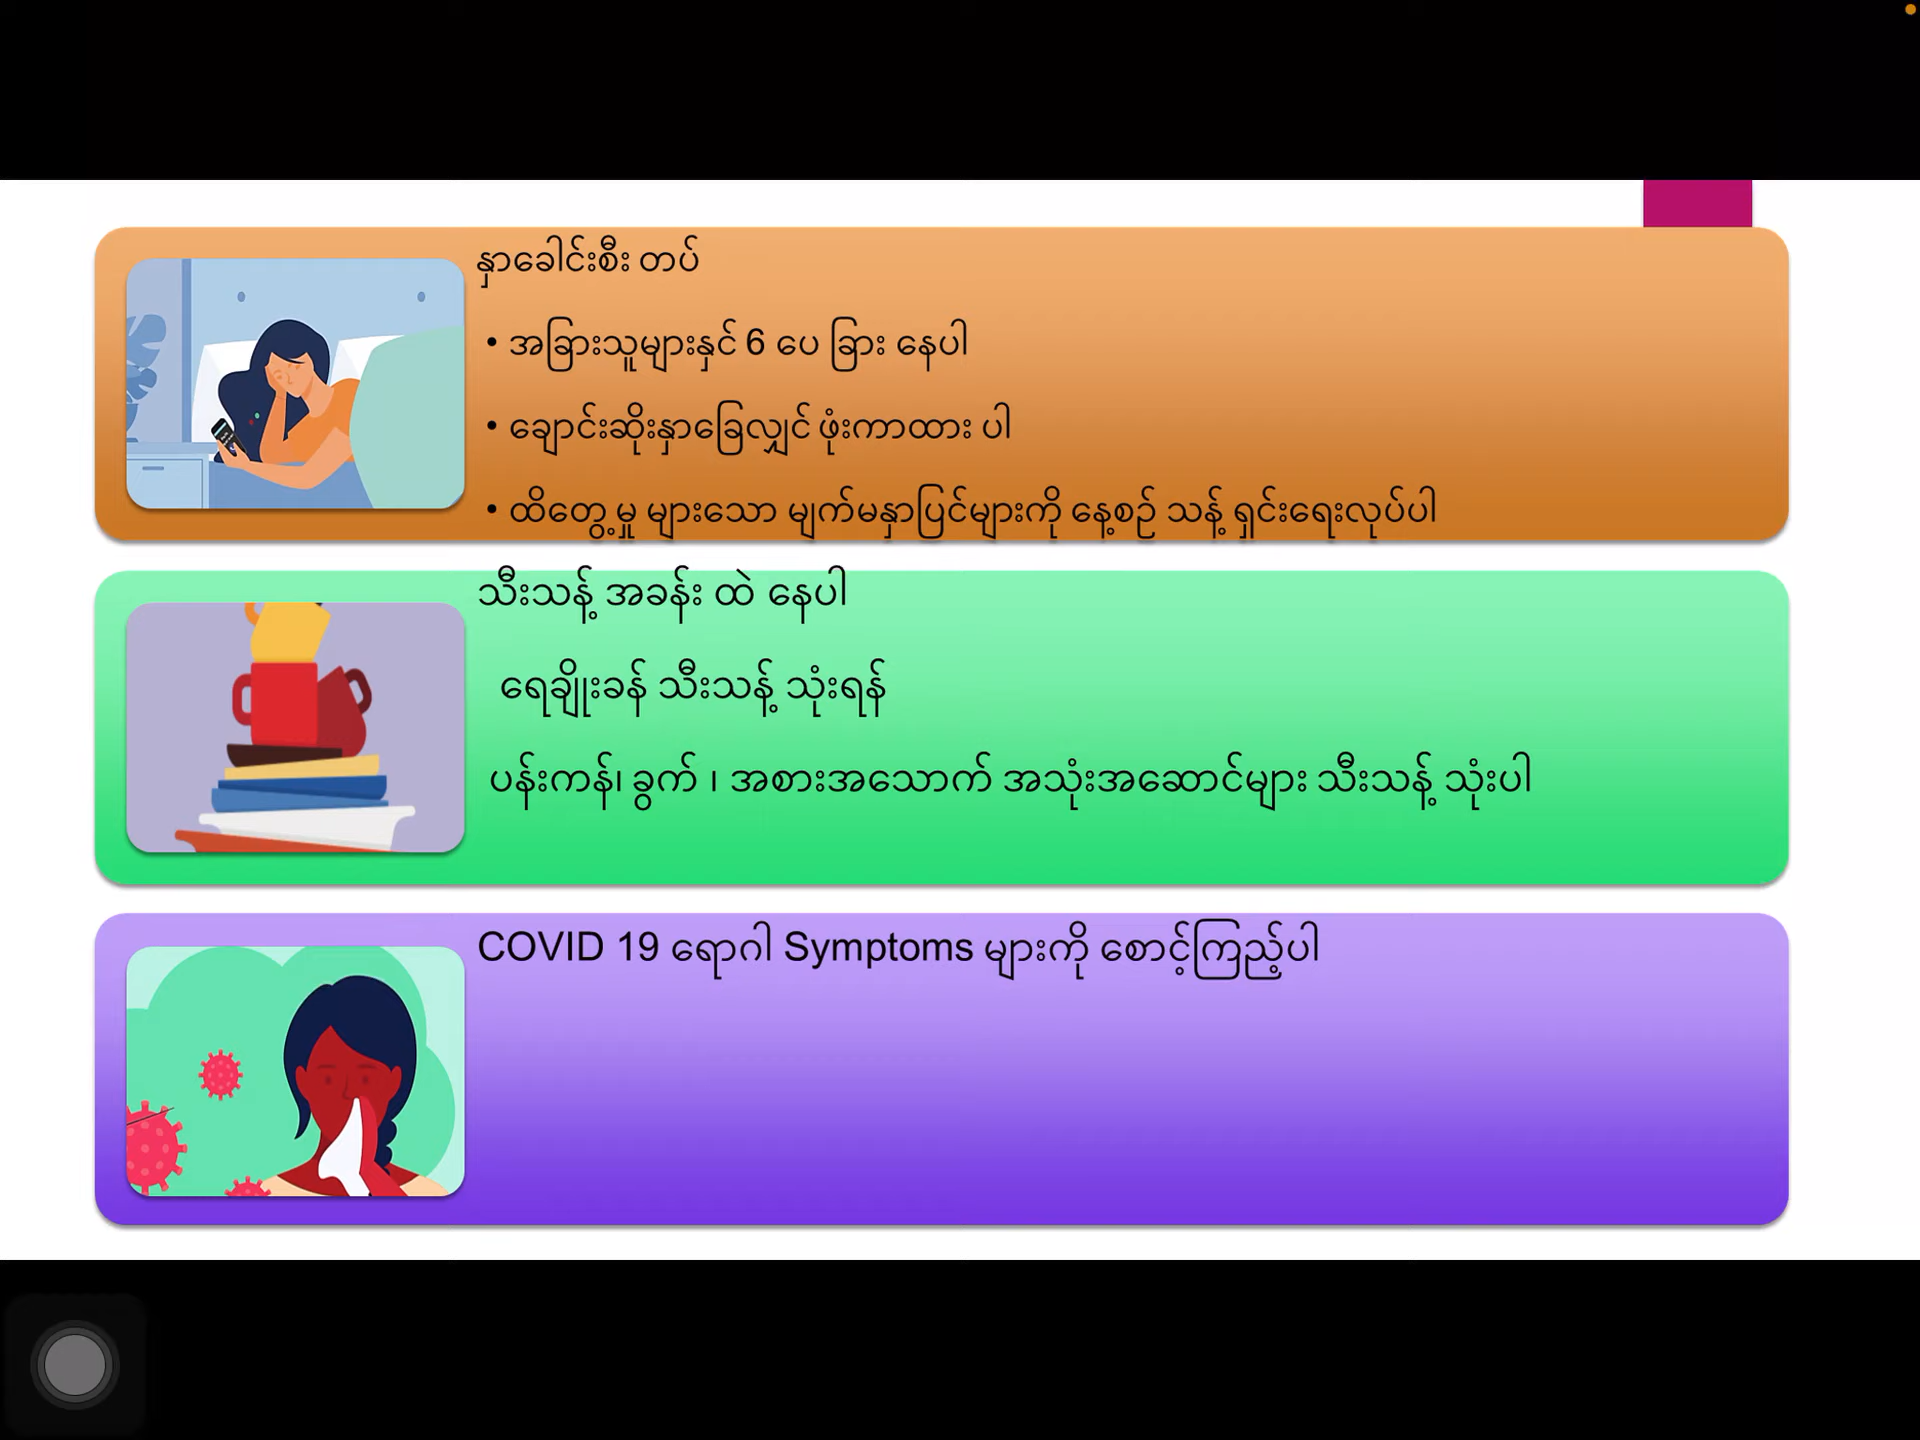 နှာခေါင်းစီး တပ်
• အခြားသူများနှင် 6 ပေ ခြား နေပါ
• ချောင်းဆိုးနှာခြေလျှင် ဖုံးကာထား ပါ
• ထိတွေ့မှု များသော မျက်မနှာပြင်များကို နေ့စဉ် သန့် ရှင်းရေးလုပ်ပါ
သီးသန့် အခန်း ထဲ နေပါ
ရေချိုးခန် သီးသန့် သုံးရန်
ပန်းကန်၊ ခွက် ၊ အစားအသောက် အသုံးအဆောင်များ သီးသန့် သုံးပါ
COVID 19 ရောဂါ Symptoms များကို စောင့်ကြည့်ပါ